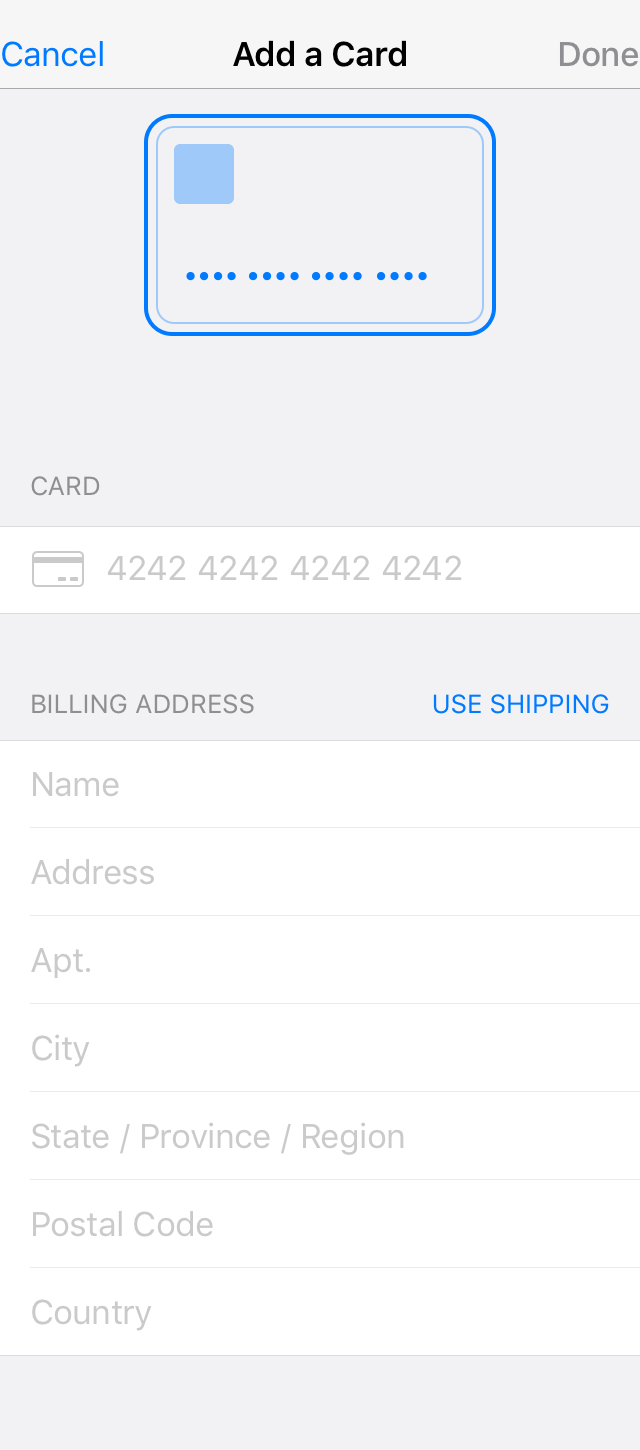 Cancel Add a Card Done
•••• •••• •••• ••••
CARD
4242 4242 4242 4242
BILLING ADDRESS USE SHIPPING
Name
Address
Apt.
City
State / Province / Region
Postal Code
Country